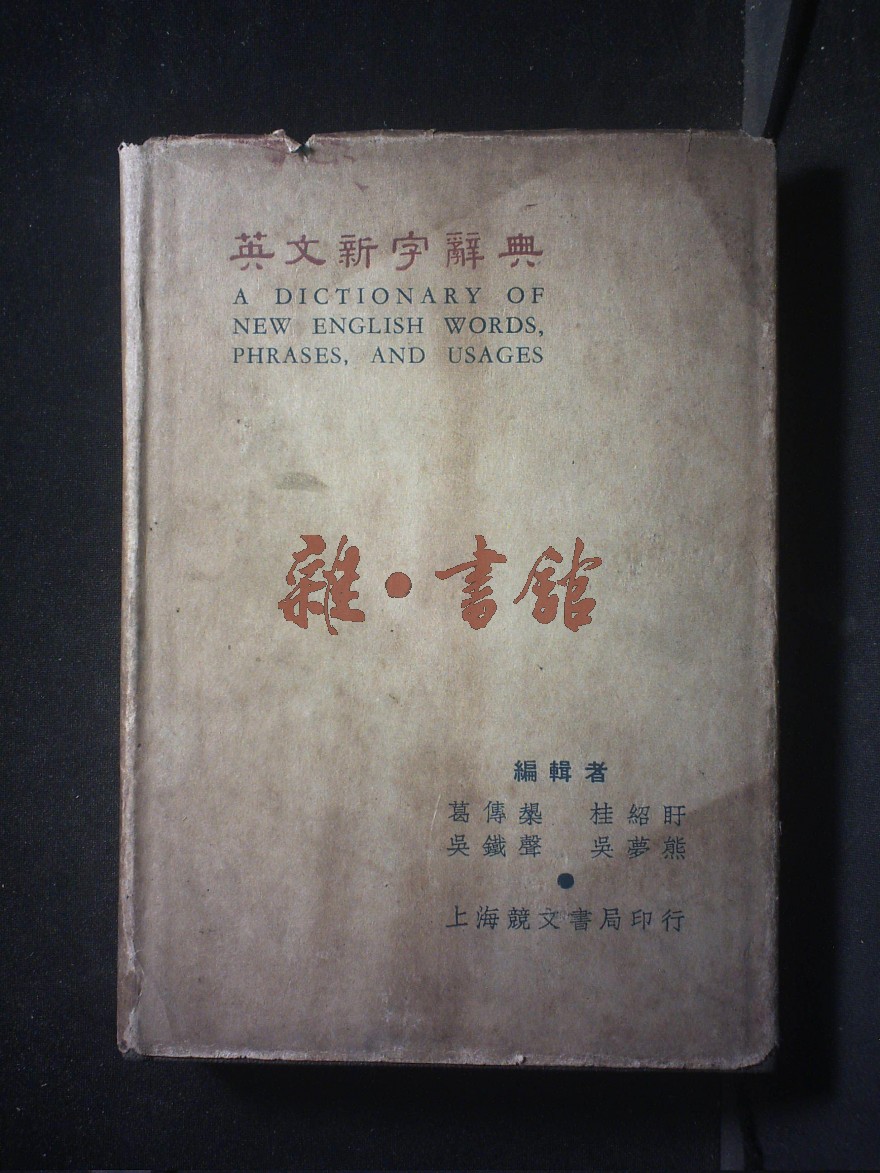 英文新字辭典
A DICTIONARY OF
NEW ENGLISH WORDS,
PHRASES, AND USAGES
雜·書館
編輯者
葛傳槼 桂紹盱
吳鐵聲 吳夢熊
上海競文書局印行